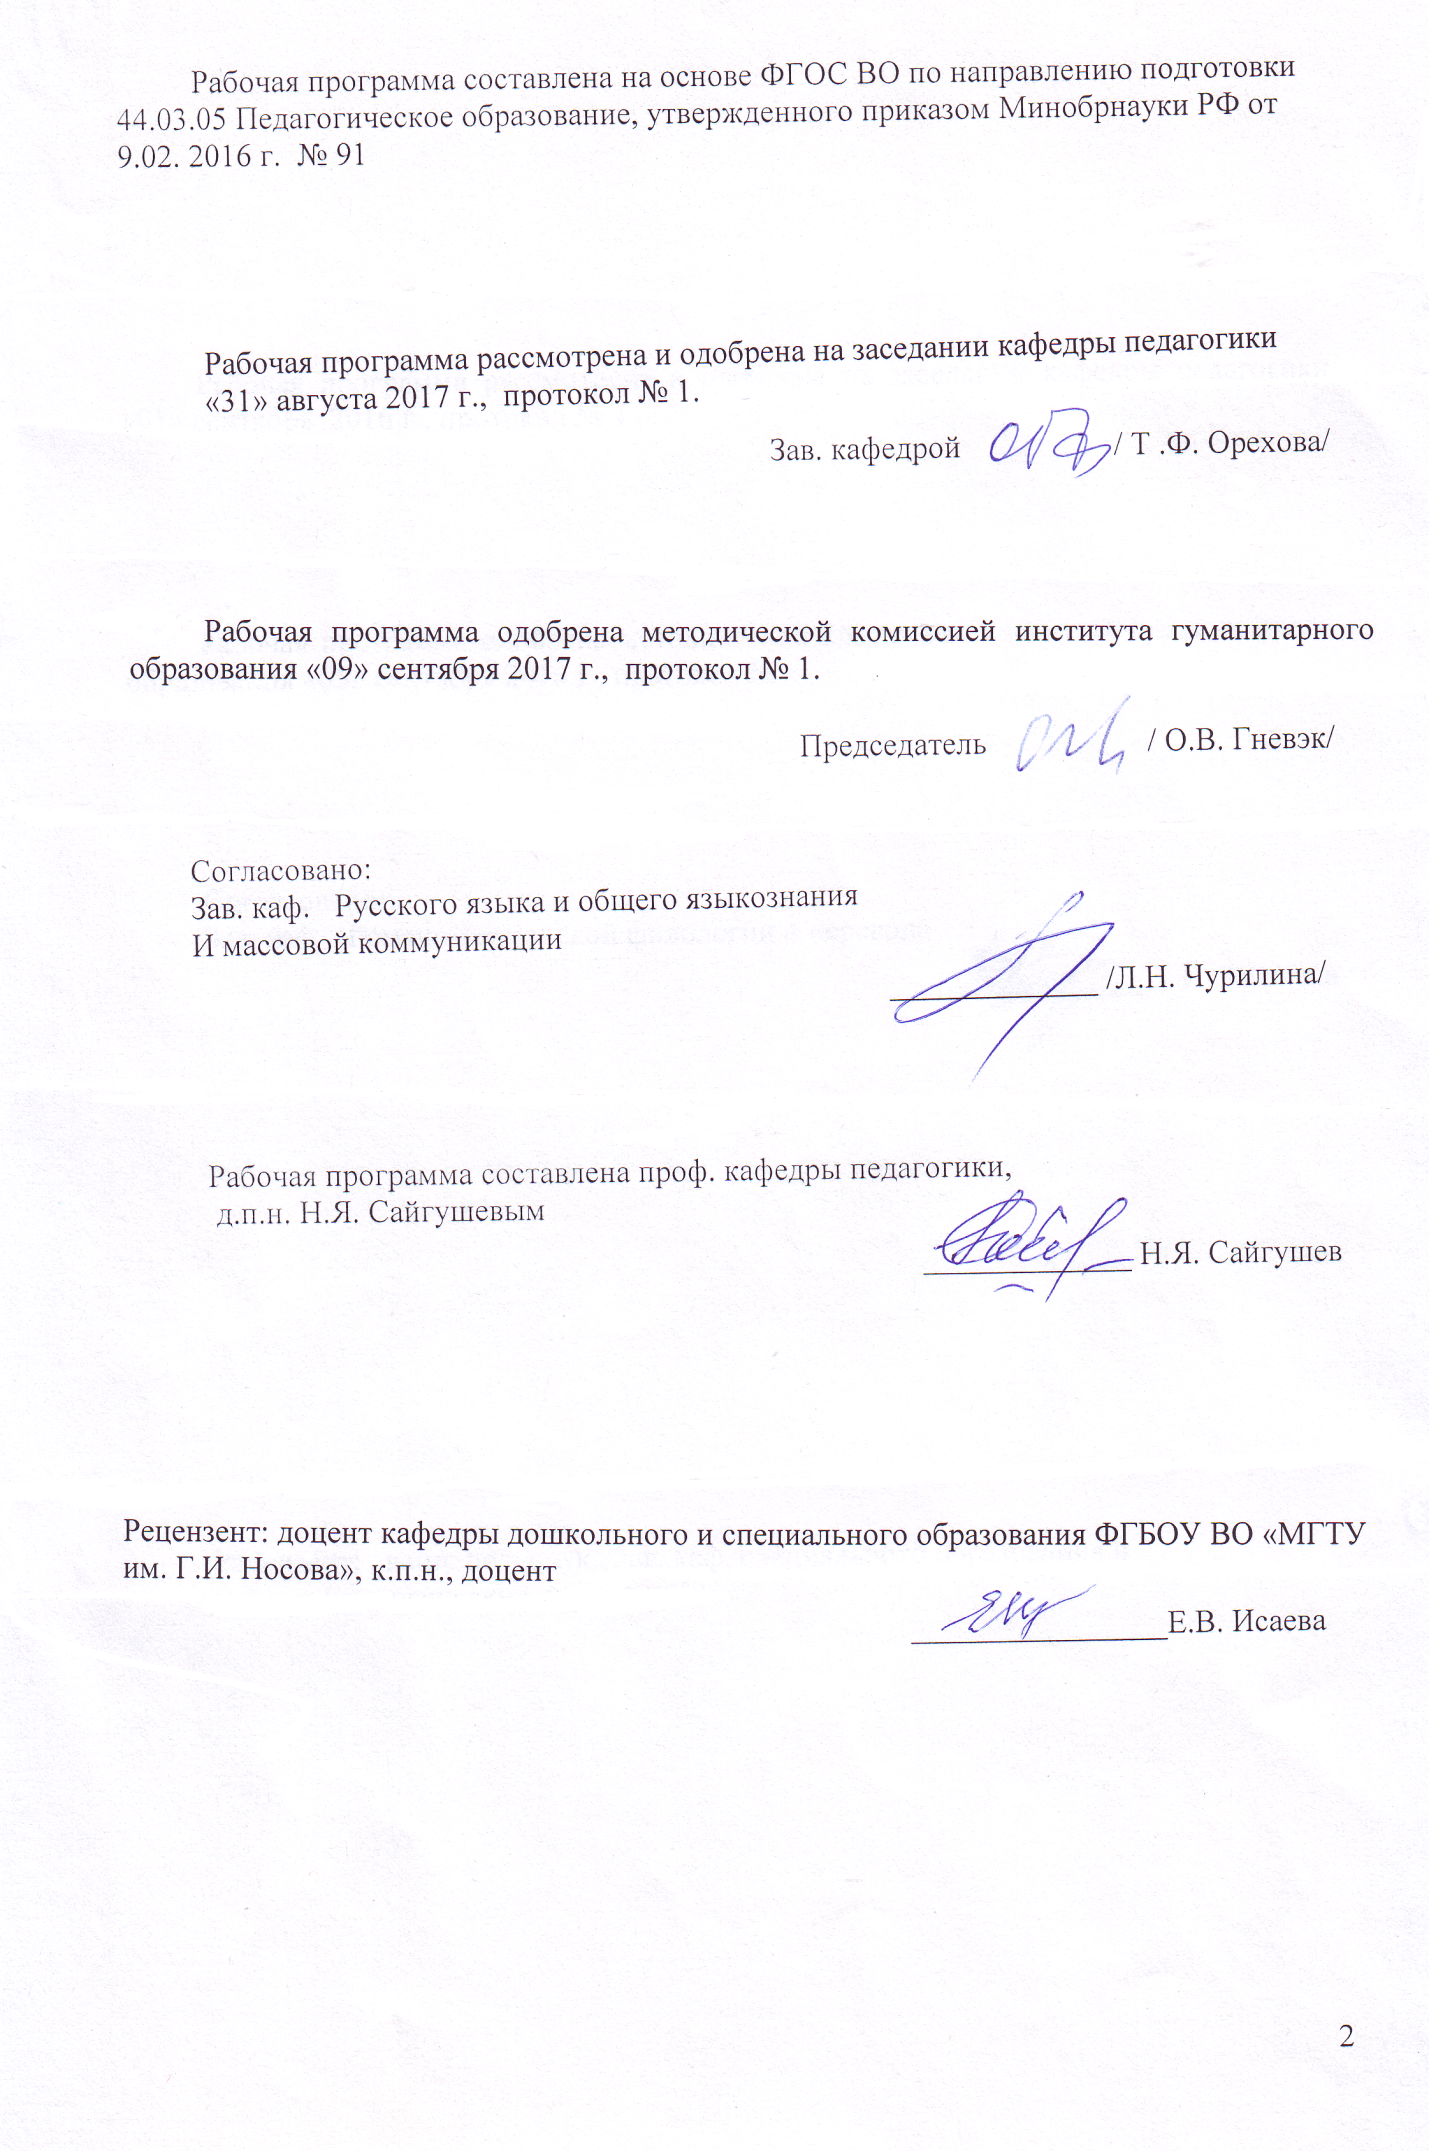 Рабочая программа составлена на основе ФГОС ВО по направлению подготовки
44.03.05 Педагогическое образование, утвержденного приказом Минобрнауки РФ от
9.02. 2016 г.  № 91
Рабочая программа рассмотрена и одобрена на заседании кафедры педагогики
«31» августа 2017 г.,  протокол № 1.
Зав. кафедрой / Т .Ф. Орехова/
Рабочая программа одобрена методической комиссией института гуманитарного
образования «09» сентября 2017 г.,  протокол № 1.
Председатель / О.В. Гневэк/
Согласовано:
Зав. каф.   Русского языка и общего языкознания
И массовой коммуникации
/Л.Н. Чурилина/
Рабочая программа составлена проф. кафедры педагогики,
д.п.н. Н.Я. Сайгушевым
Н.Я. Сайгушев
Рецензент: доцент кафедры дошкольного и специального образования ФГБОУ ВО «МГТУ
им. Г.И. Носова», к.п.н., доцент
Е.В. Исаева
2